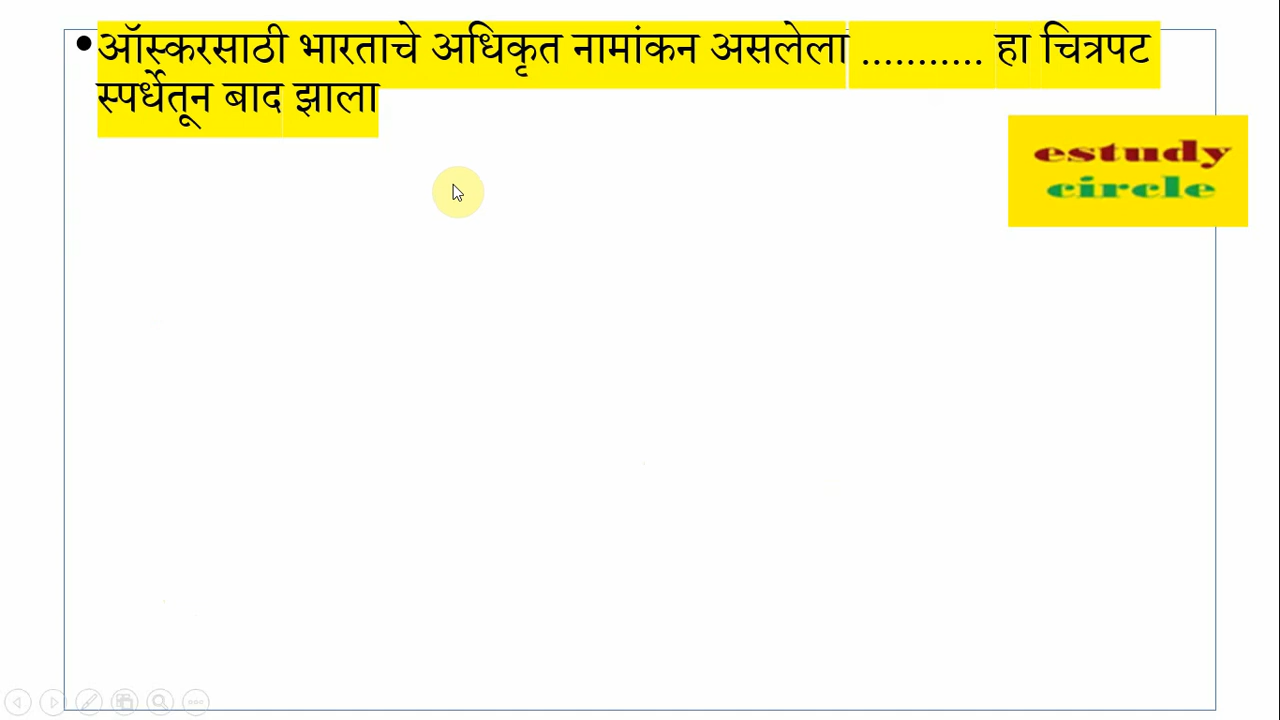 • ऑस्करसाठी भारताचे अधिकृत नामांकन असलेला ........... हा चित्रपट
स्पर्धेतून बाद झाला
estudy
circle